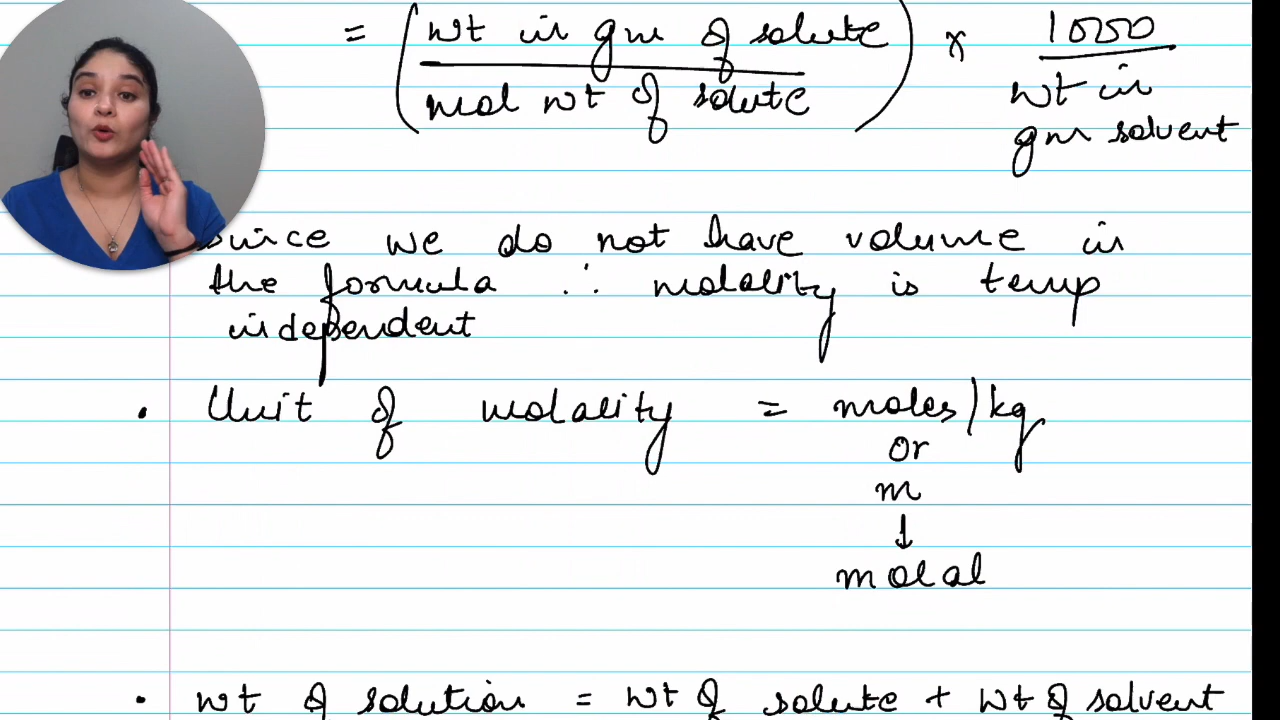 = (wt in gm of solute / mol wt of solute) x 1000 / wt in gm solvent
Since we do not have volume in
the formula ∴ molality is temp
independent
• Unit of molality = moles/kg
or
m
↓
molal
• wt of solution = wt of solute + wt of solvent